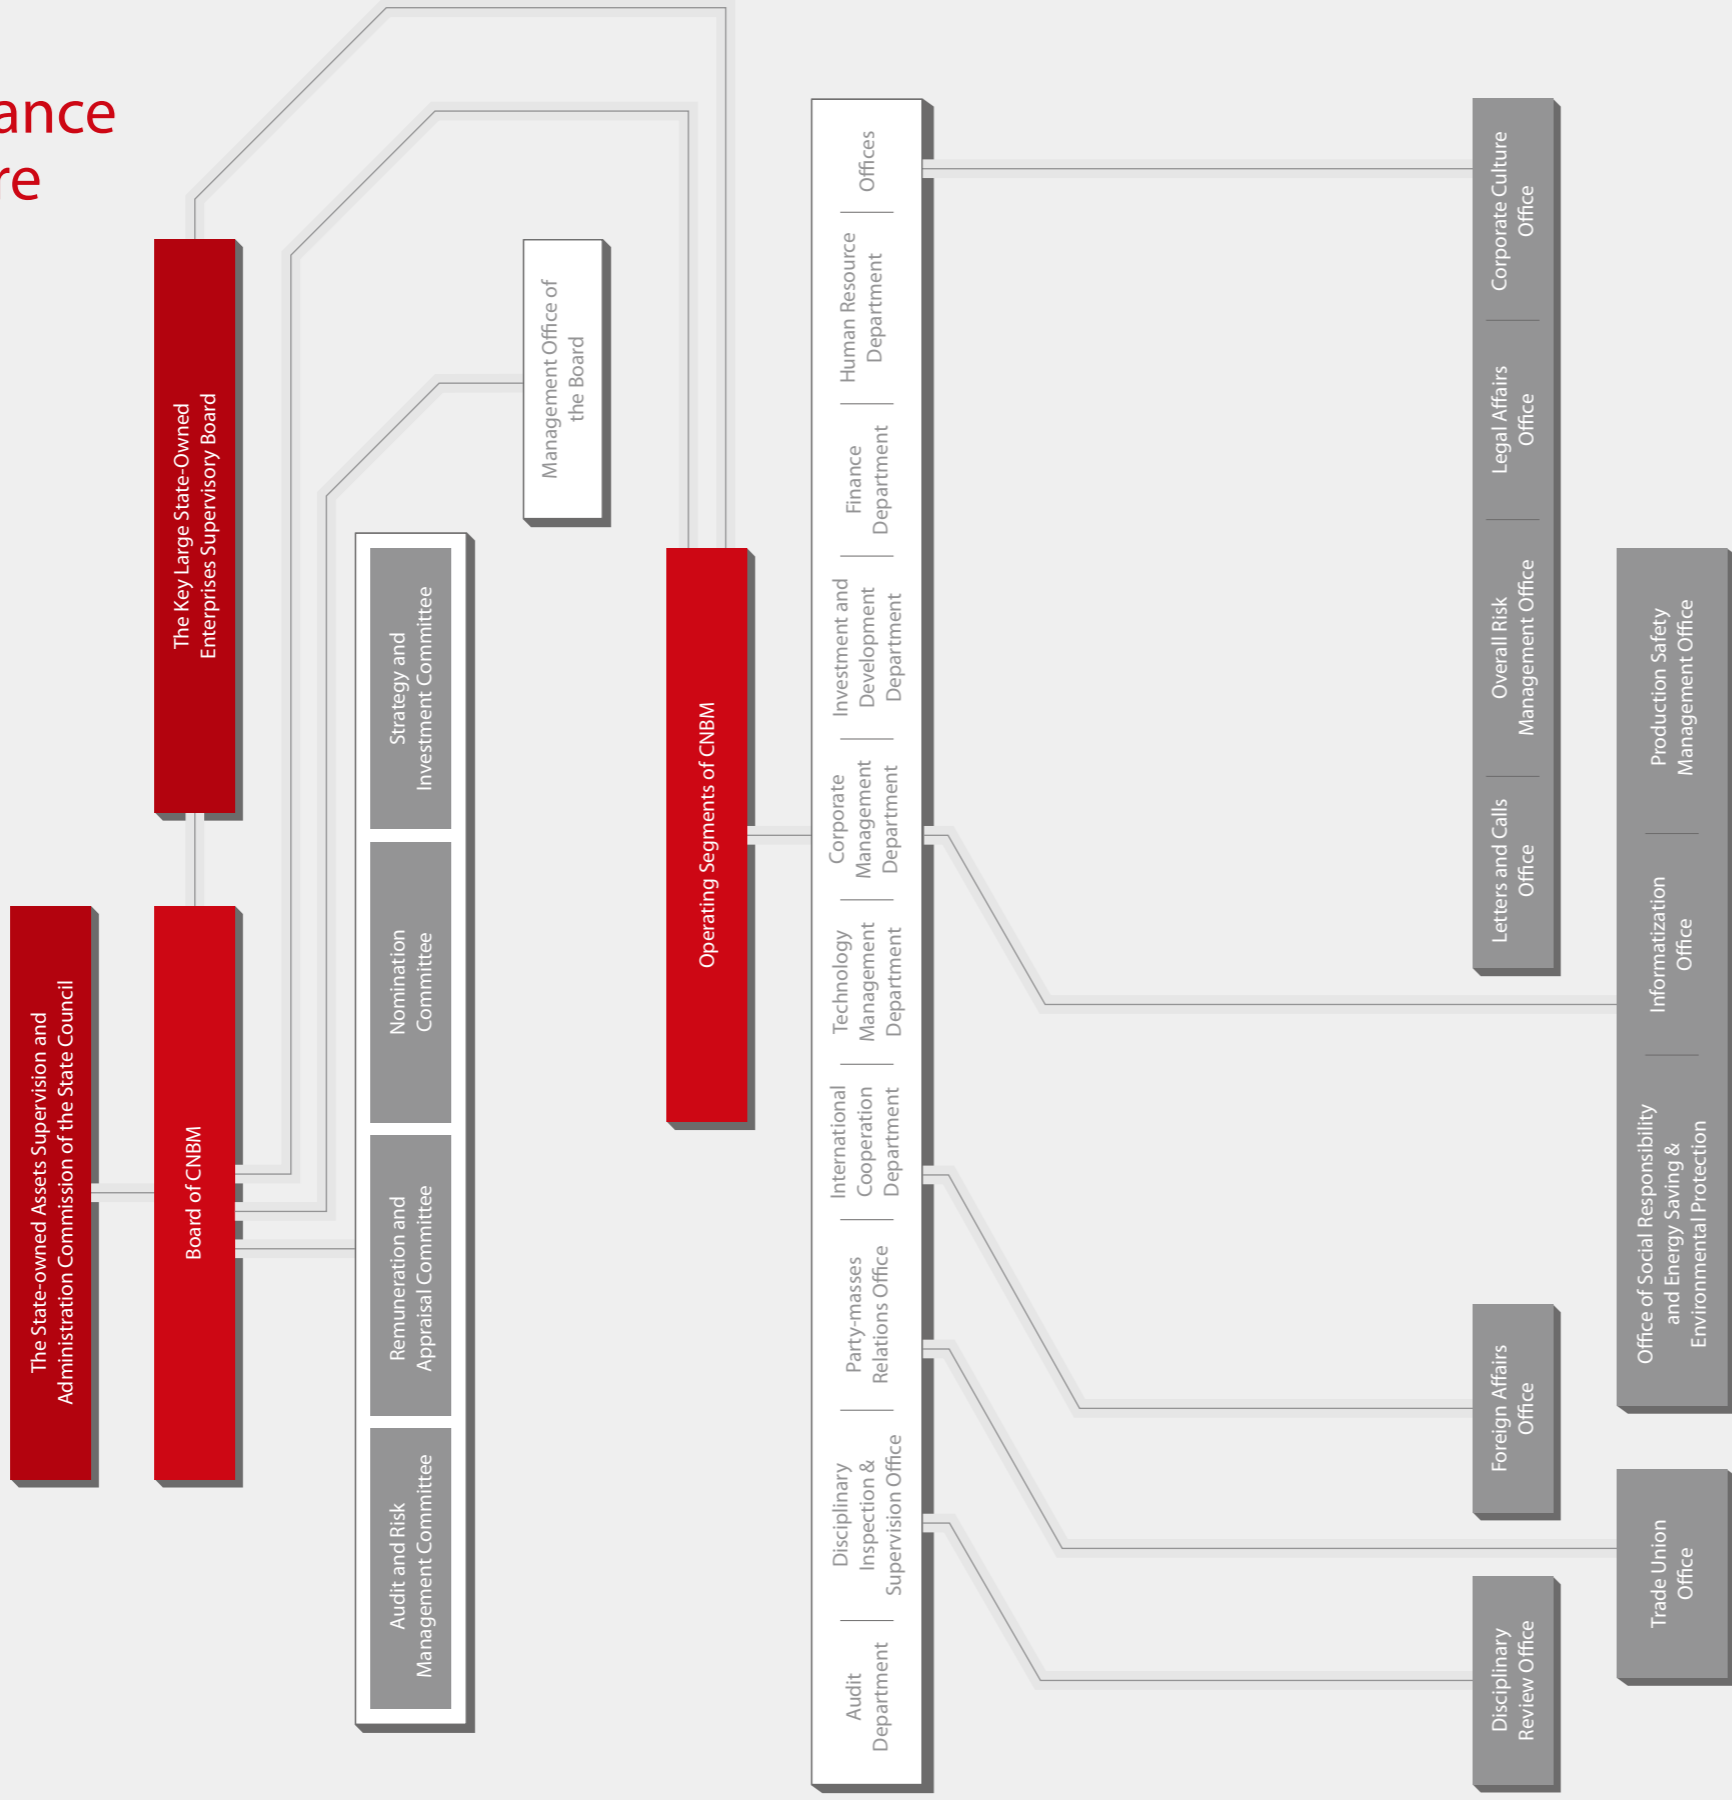 ance
re
The State-owned Assets Supervision and
Administration Commission of the State Council
Board of CNBM
The Key Large State-Owned
Enterprises Supervisory Board
Audit and Risk
Management Committee
Remuneration and
Appraisal Committee
Nomination
Committee
Strategy and
Investment Committee
Management Office of
the Board
Operating Segments of CNBM
Audit
Department
Disciplinary
Inspection &
Supervision Office
Party-masses
Relations Office
International
Cooperation
Department
Technology
Management
Department
Corporate
Management
Department
Investment and
Development
Department
Finance
Department
Human Resource
Department
Offices
Disciplinary
Review Office
Foreign Affairs
Office
Letters and Calls
Office
Overall Risk
Management Office
Legal Affairs
Office
Corporate Culture
Office
Trade Union
Office
Office of Social Responsibility
and Energy Saving &
Environmental Protection
Informatization
Office
Production Safety
Management Office